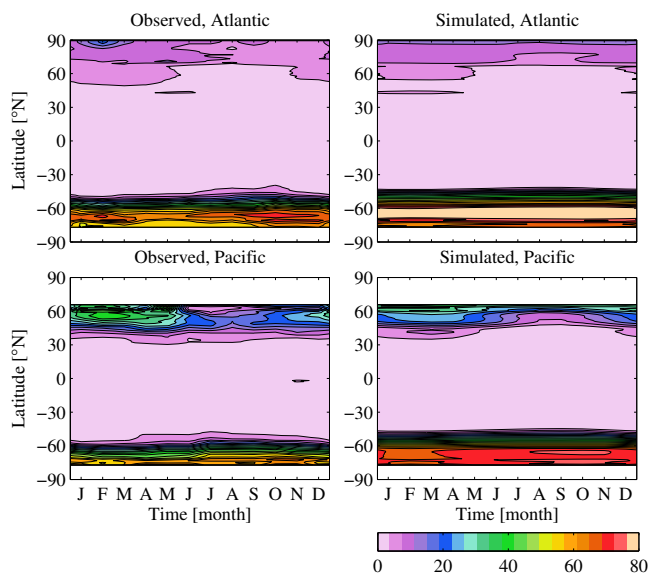 Observed, Atlantic Simulated, Atlantic
90 90
60 60
30 30
0 0
−30 −30
−60 −60
−90 −90
Latitude [°N]
Observed, Pacific Simulated, Pacific
90 90
60 60
30 30
0 0
−30 −30
−60 −60
−90 −90
Latitude [°N]
J F M A M J J A S O N D J F M A M J J A S O N D
Time [month] Time [month]
0 20 40 60 80